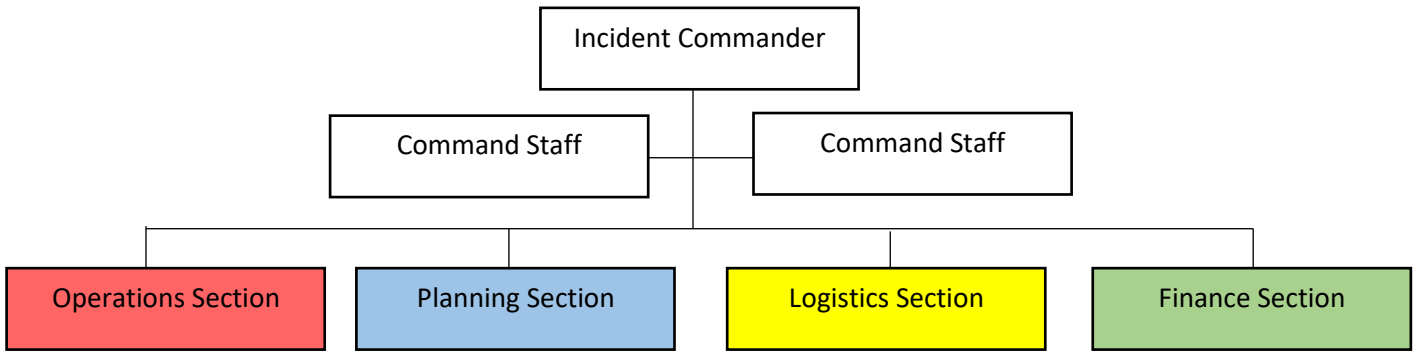 Incident Commander
Command Staff
Command Staff
Operations Section
Planning Section
Logistics Section
Finance Section